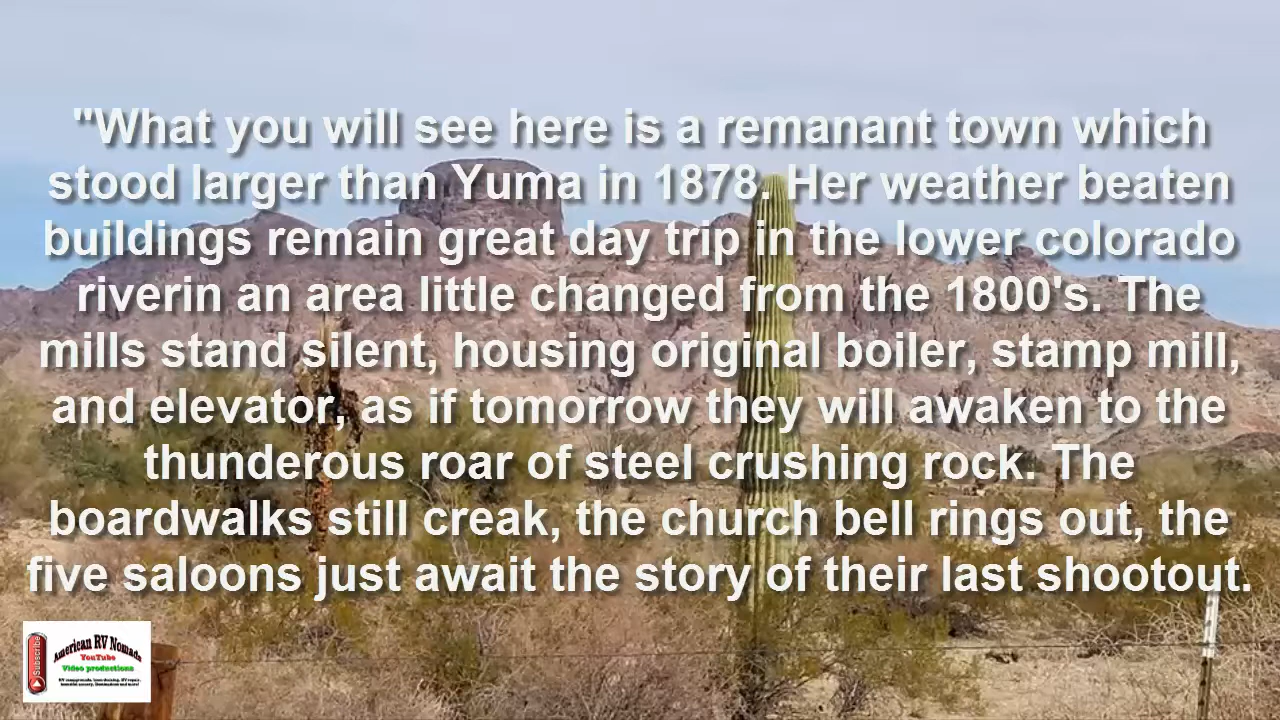 "What you will see here is a remanant town which
stood larger than Yuma in 1878. Her weather beaten
buildings remain great day trip in the lower colorado
riverin an area little changed from the 1800's. The
mills stand silent, housing original boiler, stamp mill,
and elevator, as if tomorrow they will awaken to the
thunderous roar of steel crushing rock. The
boardwalks still creak, the church bell rings out, the
five saloons just await the story of their last shootout.
Subscribe
American RV Nomads
YouTube
Video productions